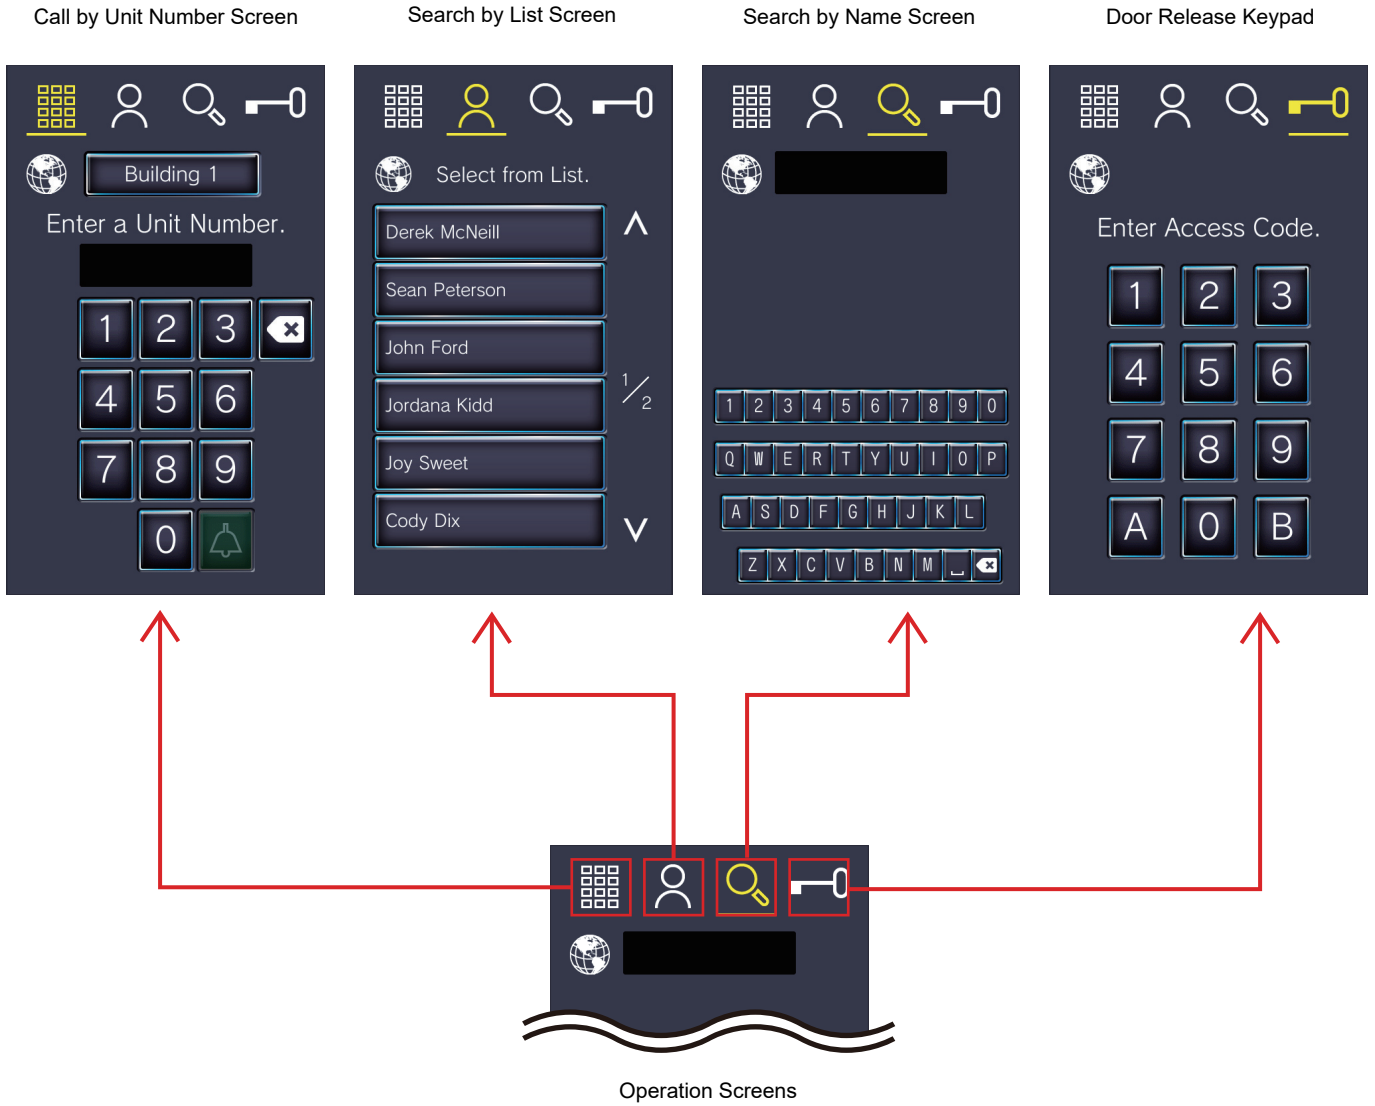 Call by Unit Number Screen
Search by List Screen
Search by Name Screen
Door Release Keypad
Building 1
Enter a Unit Number.
1 2 3
4 5 6
7 8 9
0
Select from List.
Derek McNeill
Sean Peterson
John Ford
Jordana Kidd
Joy Sweet
Cody Dix
1/2
1 2 3 4 5 6 7 8 9 0
Q W E R T Y U I O P
A S D F G H J K L
Z X C V B N M
Enter Access Code.
1 2 3
4 5 6
7 8 9
A 0 B
Operation Screens